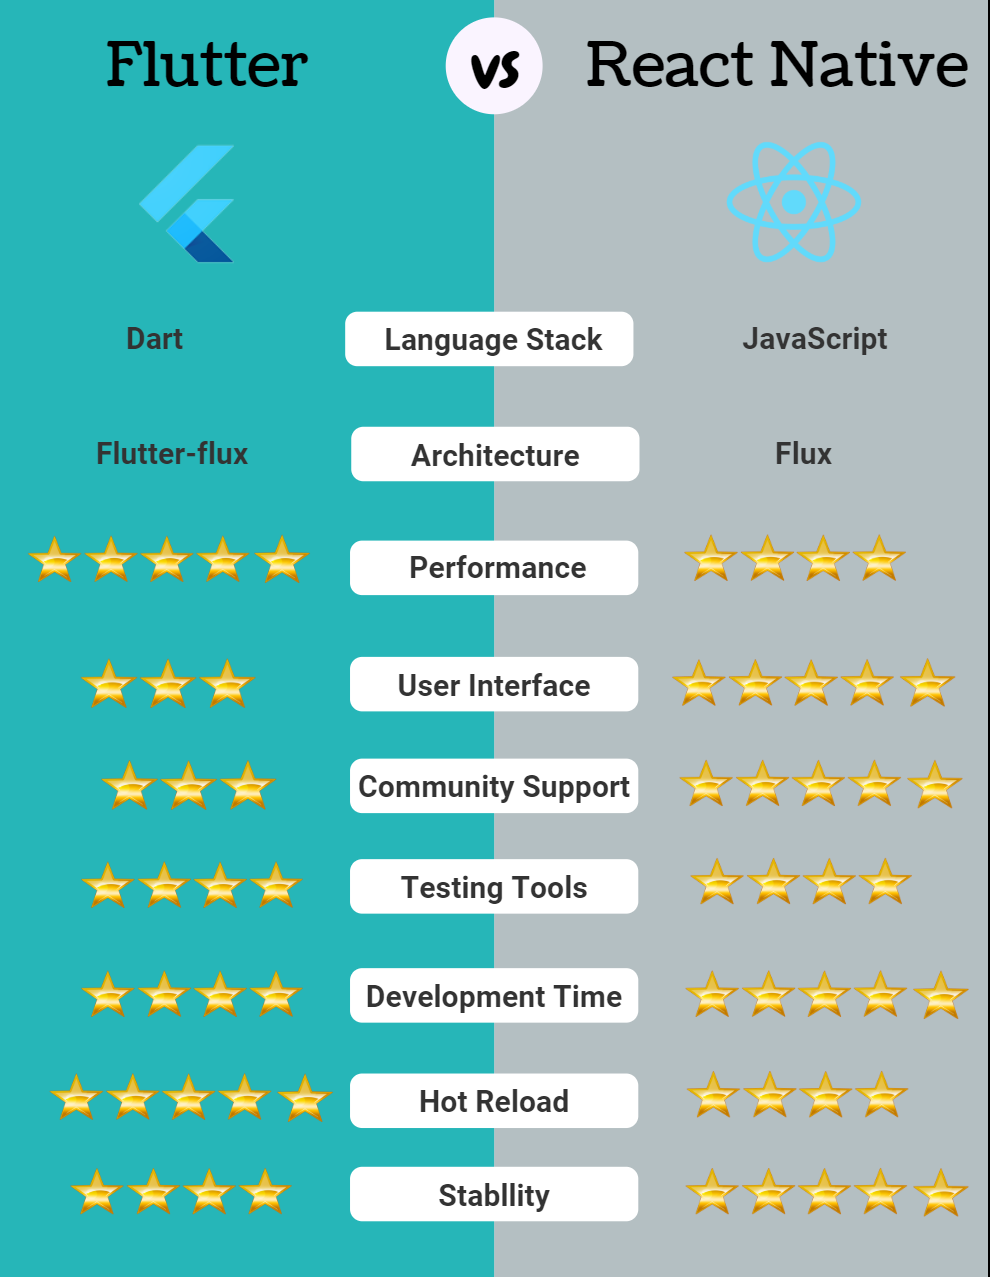 Flutter vs React Native
Dart Language Stack JavaScript
Flutter-flux Architecture Flux
Performance
User Interface
Community Support
Testing Tools
Development Time
Hot Reload
Stabllity